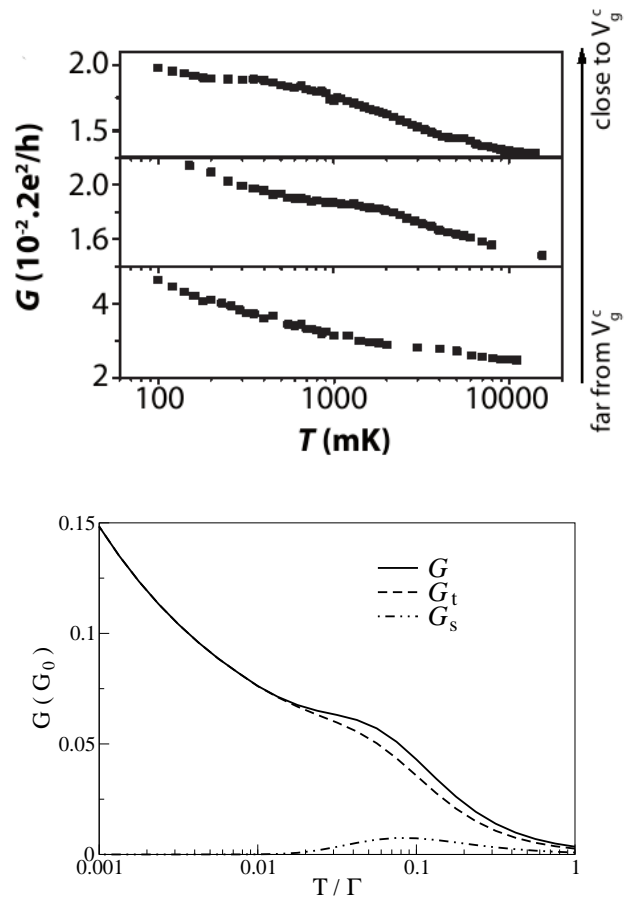 2.0
1.5
2.0
1.6
4
2
G (10⁻².2e²/h)
100 1000 10000
T (mK)
close to V_g^c
far from V_g^c
0.15
0.1
0.05
0
G ( G₀ )
G
G_t
G_s
0.001 0.01 0.1 1
T / Γ